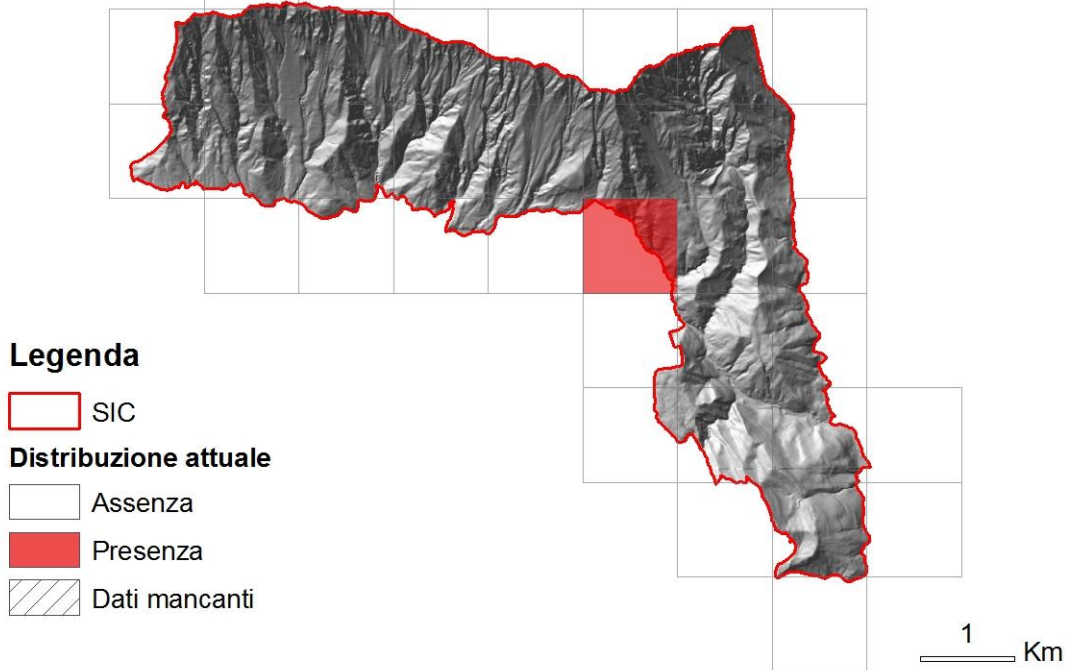 Legenda
SIC
Distribuzione attuale
Assenza
Presenza
Dati mancanti
1
Km